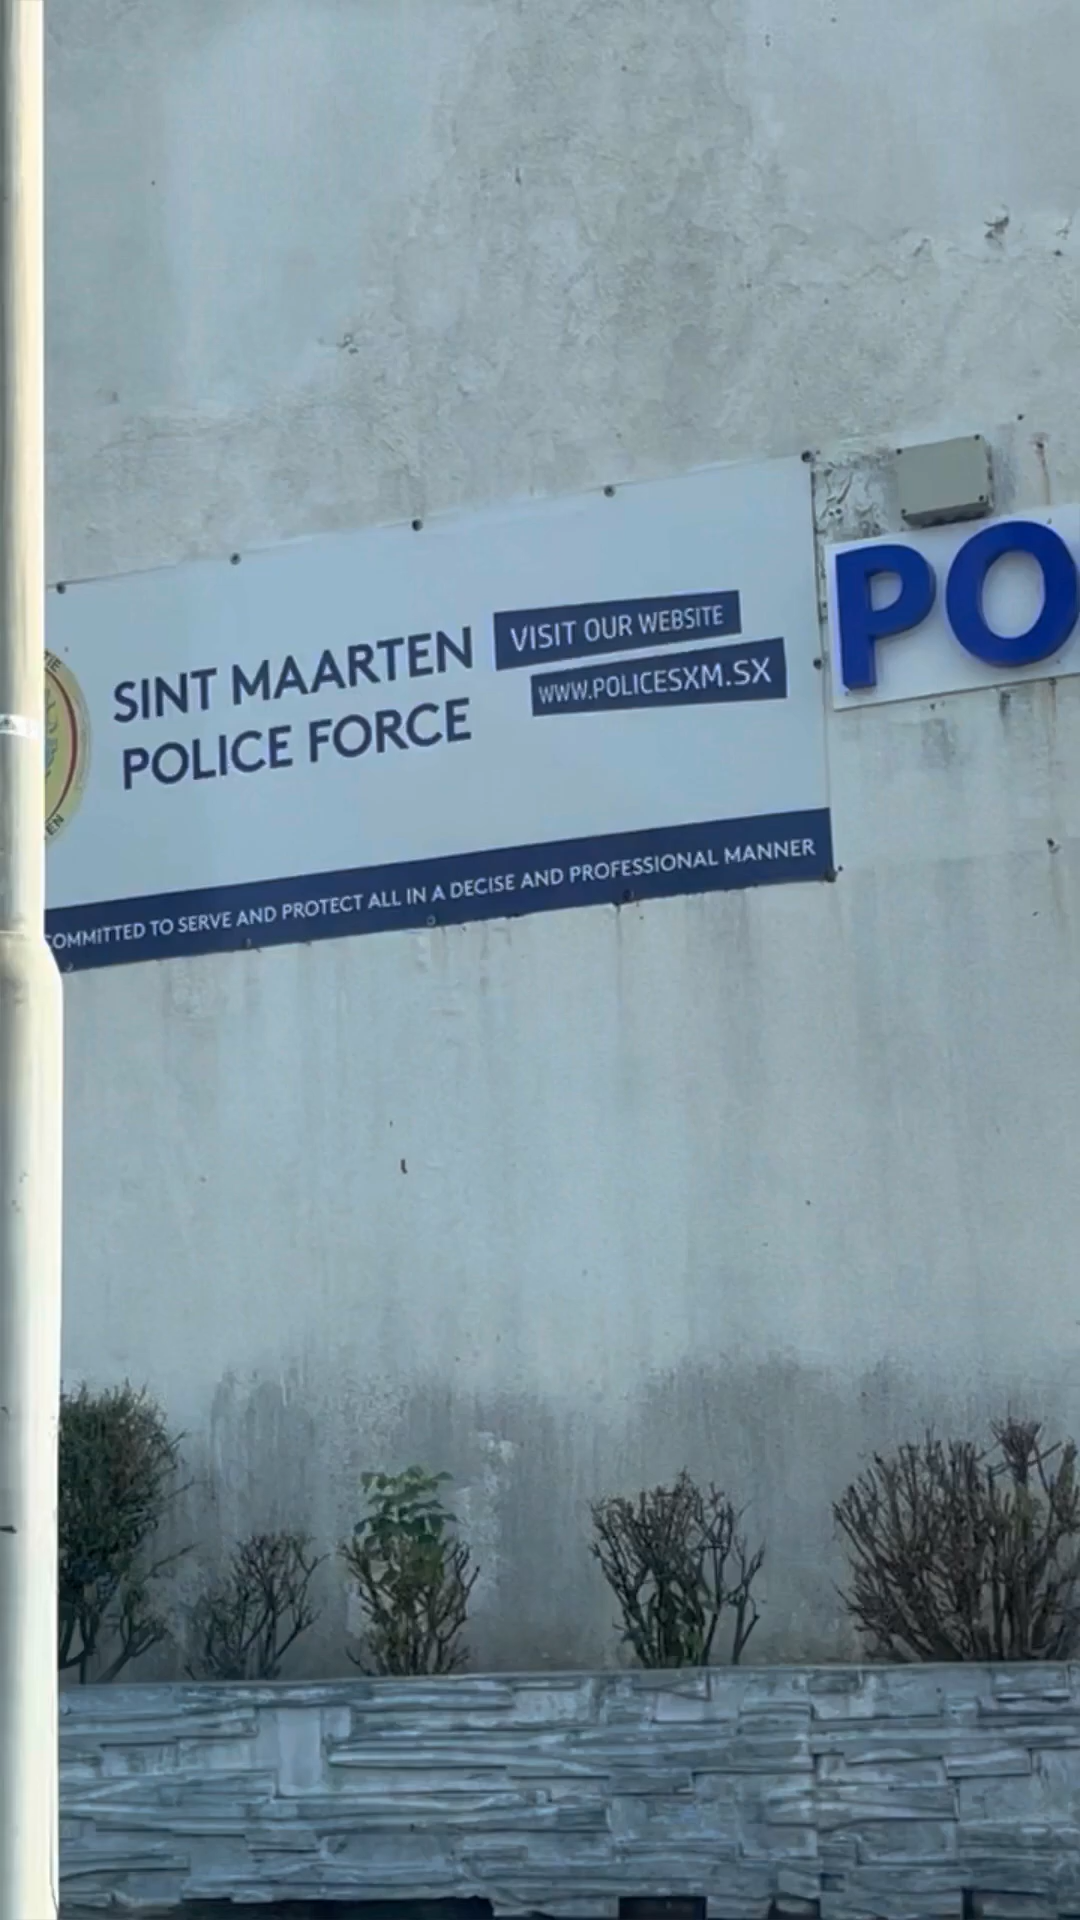 SINT MAARTEN
POLICE FORCE
VISIT OUR WEBSITE
WWW.POLICESXM.SX
COMMITTED TO SERVE AND PROTECT ALL IN A DECISE AND PROFESSIONAL MANNER
PO